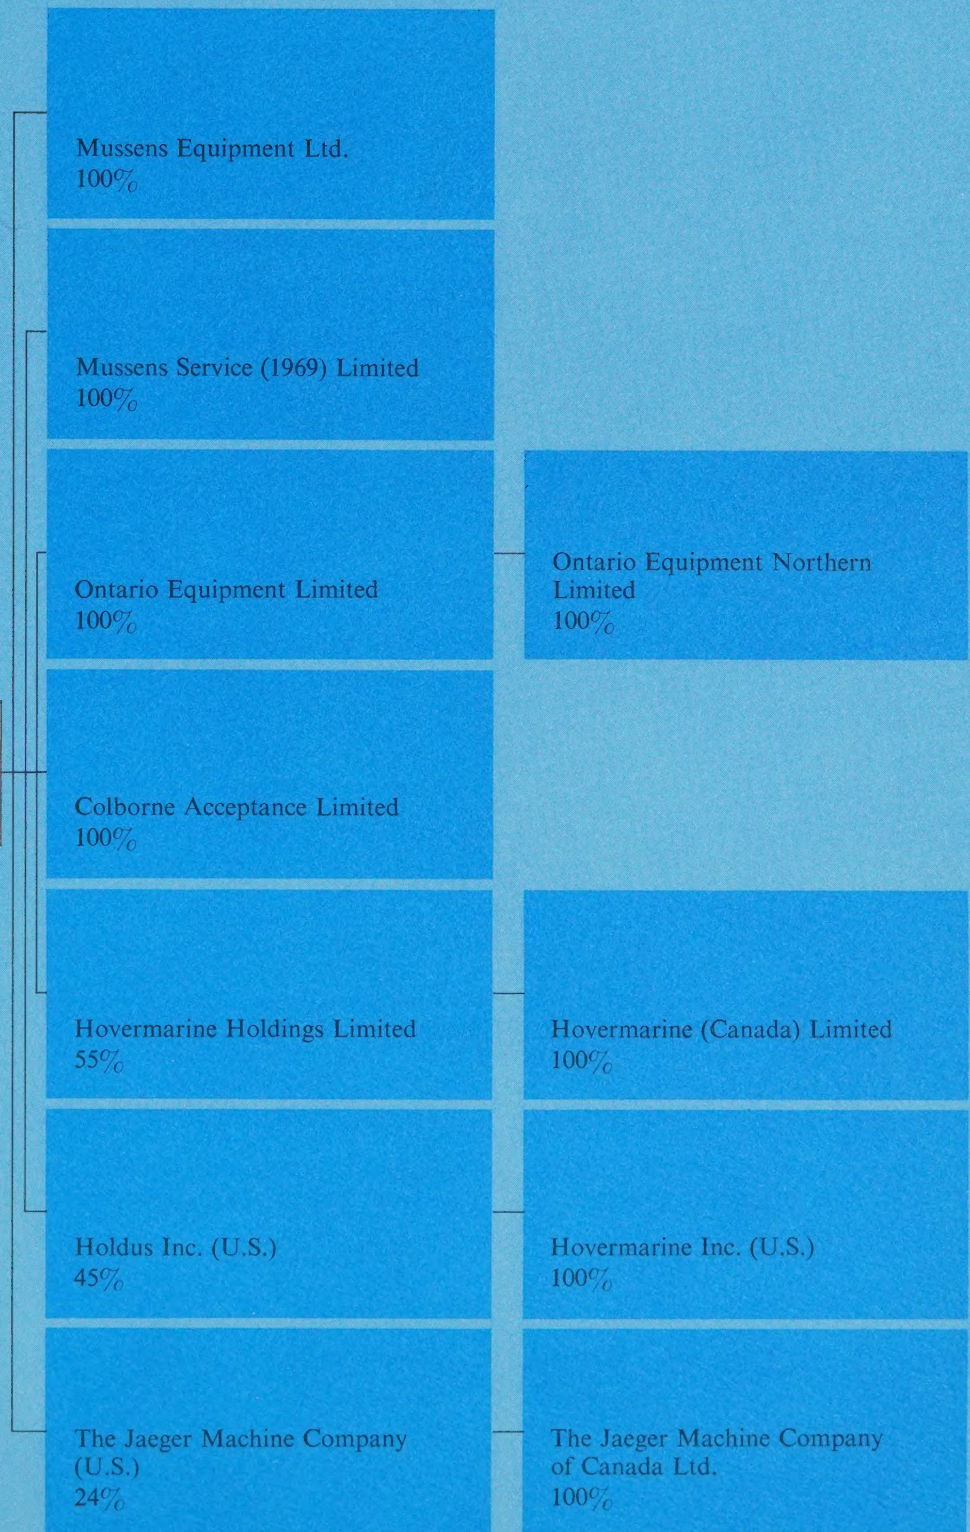 Mussens Equipment Ltd.
100%
Mussens Service (1969) Limited
100%
Ontario Equipment Limited
100%
Ontario Equipment Northern
Limited
100%
Colborne Acceptance Limited
100%
Hovermarine Holdings Limited
55%
Hovermarine (Canada) Limited
100%
Holdus Inc. (U.S.)
45%
Hovermarine Inc. (U.S.)
100%
The Jaeger Machine Company
(U.S.)
24%
The Jaeger Machine Company
of Canada Ltd.
100%